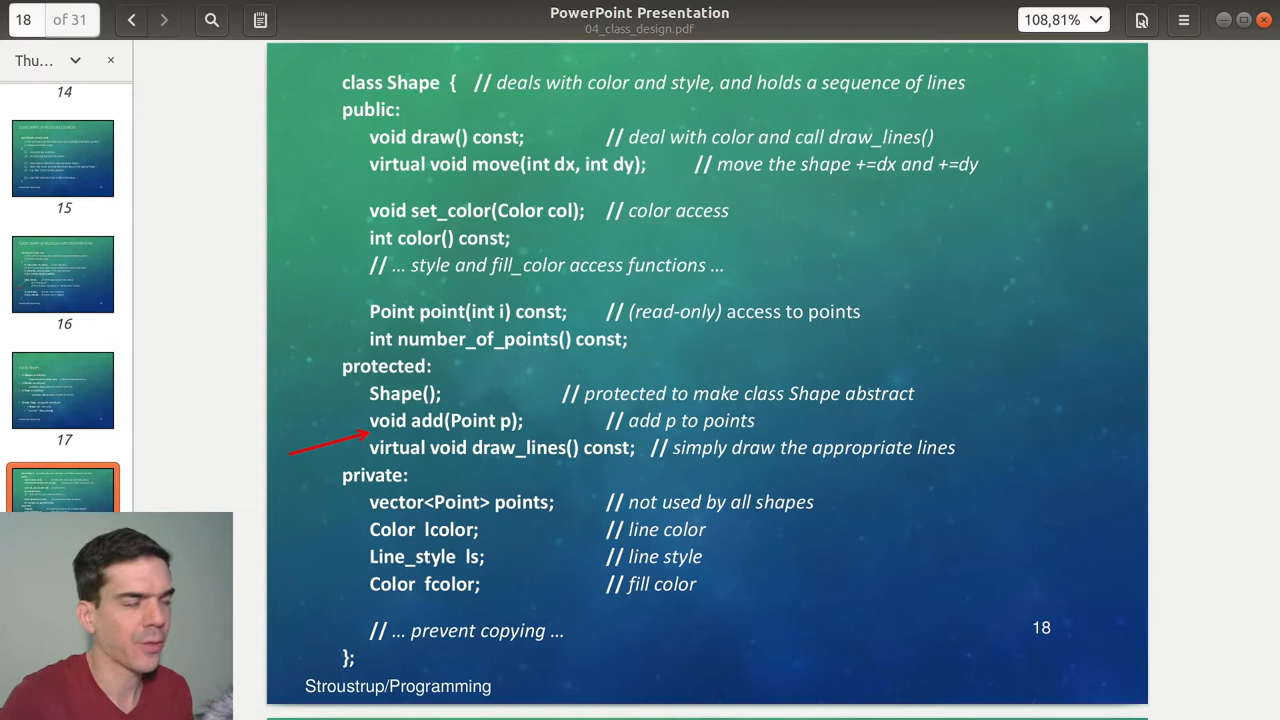 PowerPoint Presentation
04_class_design.pdf
18 of 31
108,81%
Thu...
14
15
16
17
class Shape { // deals with color and style, and holds a sequence of lines
public:
void draw() const; // deal with color and call draw_lines()
virtual void move(int dx, int dy); // move the shape +=dx and +=dy
void set_color(Color col); // color access
int color() const;
// … style and fill_color access functions …
Point point(int i) const; // (read-only) access to points
int number_of_points() const;
protected:
Shape(); // protected to make class Shape abstract
void add(Point p); // add p to points
virtual void draw_lines() const; // simply draw the appropriate lines
private:
vector<Point> points; // not used by all shapes
Color lcolor; // line color
Line_style ls; // line style
Color fcolor; // fill color
// … prevent copying …
};
18
Stroustrup/Programming